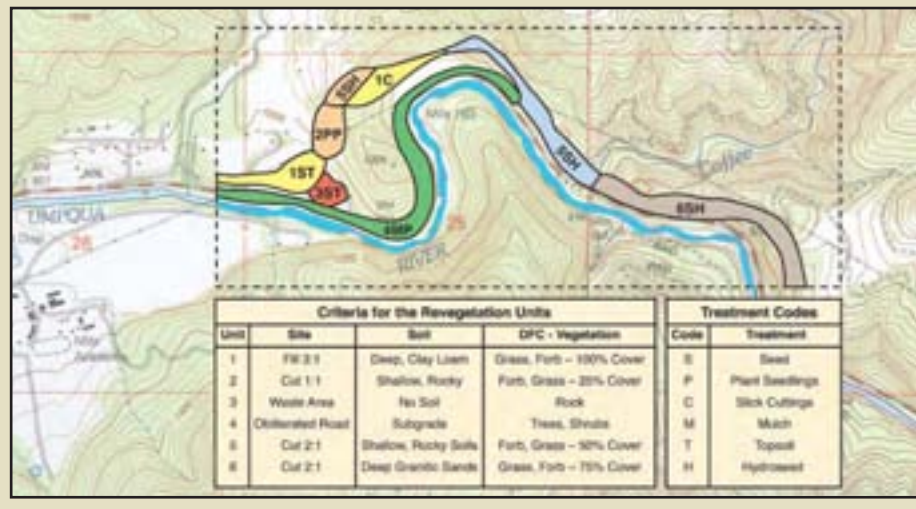 5SH
1C
2PP
1ST
3ST
5SH
6SH
Coffee
UMPQUA
RIVER
26
25
Criteria for the Revegetation Units
Unit Site Soil DFC - Vegetation
1 Fill 3:1 Deep, Clay Loam Grass, Forb – 100% Cover
2 Cut 1:1 Shallow, Rocky Forb, Grass – 25% Cover
3 Waste Area No Soil Rock
4 Obliterated Road Subgrade Trees, Shrubs
5 Cut 2:1 Shallow, Rocky Soils Forb, Grass – 50% Cover
6 Cut 2:1 Deep Granitic Sands Grass, Forb – 75% Cover
Treatment Codes
Code Treatment
S Seed
P Plant Seedlings
C Stick Cuttings
M Mulch
T Topsoil
H Hydroseed